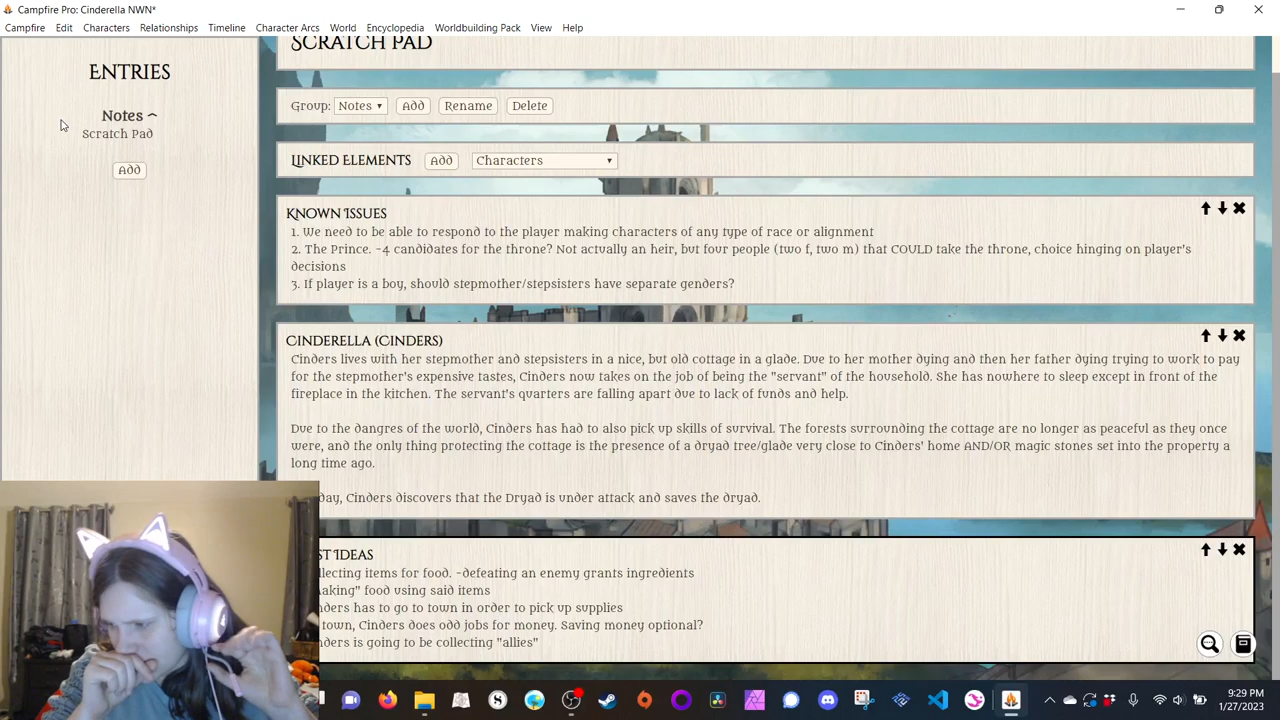 Campfire Pro: Cinderella NWN*
Campfire Edit Characters Relationships Timeline Character Arcs World Encyclopedia Worldbuilding Pack View Help
Entries
Notes
Scratch Pad
Add
Scratch Pad
Group: Notes Add Rename Delete
Linked Elements Add Characters
Known Issues
1. We need to be able to respond to the player making characters of any type of race or alignment
2. The Prince. -4 candidates for the throne? Not actually an heir, but four people (two f, two m) that COULD take the throne, choice hinging on player's
decisions
3. If player is a boy, should stepmother/stepsisters have separate genders?
Cinderella (Cinders)
Cinders lives with her stepmother and stepsisters in a nice, but old cottage in a glade. Due to her mother dying and then her father dying trying to work to pay
for the stepmother's expensive tastes, Cinders now takes on the job of being the "servant" of the household. She has nowhere to sleep except in front of the
fireplace in the kitchen. The servant's quarters are falling apart due to lack of funds and help.
Due to the dangres of the world, Cinders has had to also pick up skills of survival. The forests surrounding the cottage are no longer as peaceful as they once
were, and the only thing protecting the cottage is the presence of a dryad tree/glade very close to Cinders' home AND/OR magic stones set into the property a
long time ago.
day, Cinders discovers that the Dryad is under attack and saves the dryad.
st Ideas
llecting items for food. -defeating an enemy grants ingredients
aking" food using said items
nders has to go to town in order to pick up supplies
town, Cinders does odd jobs for money. Saving money optional?
nders is going to be collecting "allies"
9:29 PM
1/27/2023